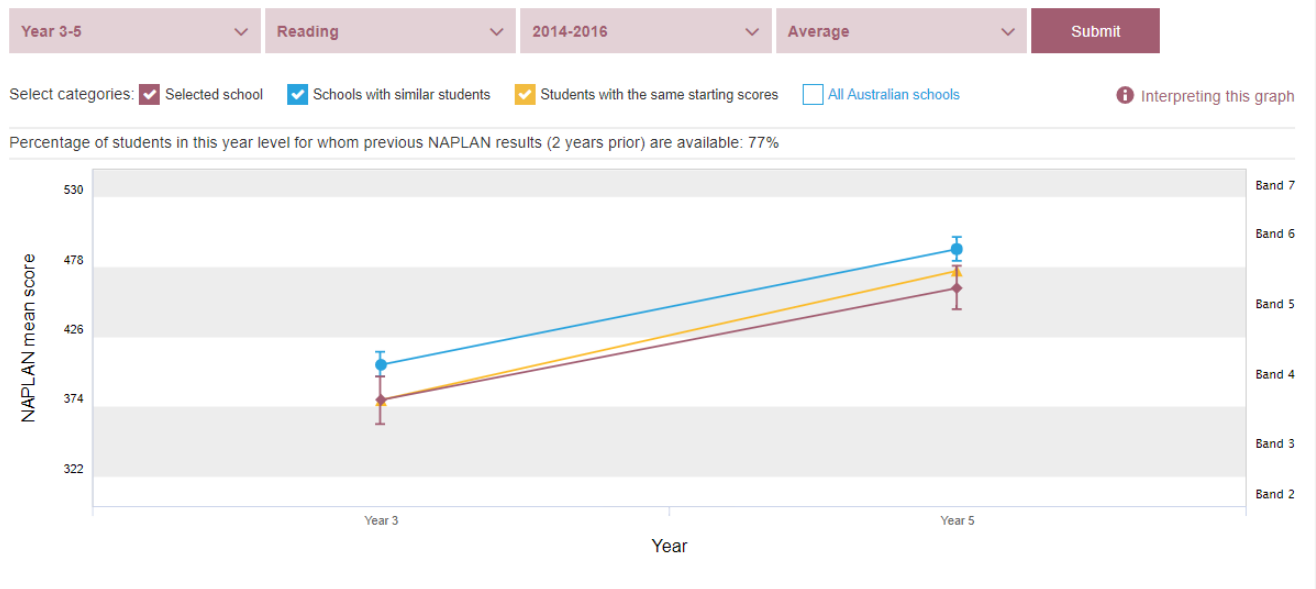 Year 3-5 Reading 2014-2016 Average Submit
Select categories: Selected school Schools with similar students Students with the same starting scores All Australian schools Interpreting this graph
Percentage of students in this year level for whom previous NAPLAN results (2 years prior) are available: 77%
530 Band 7
Band 6
478
Band 5
426
Band 4
374
Band 3
322
Band 2
NAPLAN mean score
Year 3 Year 5
Year